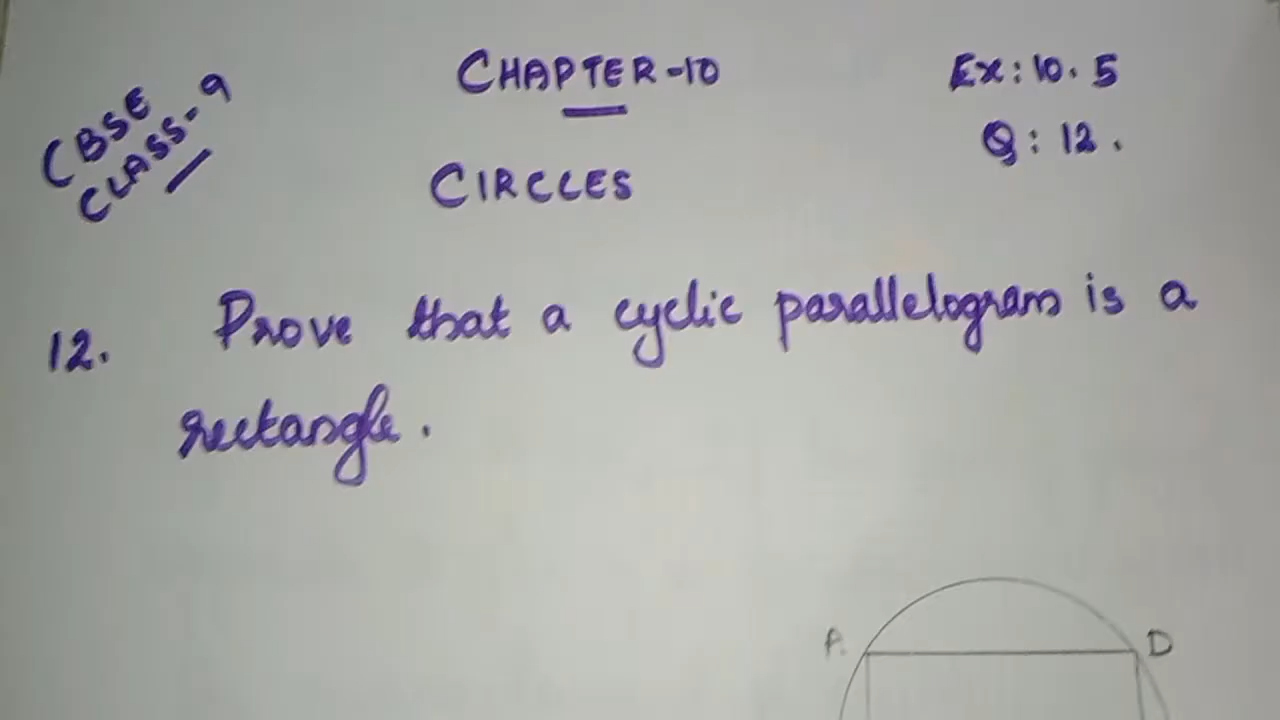 CBSE
CLASS-9
CHAPTER-10
Ex: 10.5
Q: 12.
CIRCLES
12. Prove that a cyclic parallelogram is a
rectangle.
A
D